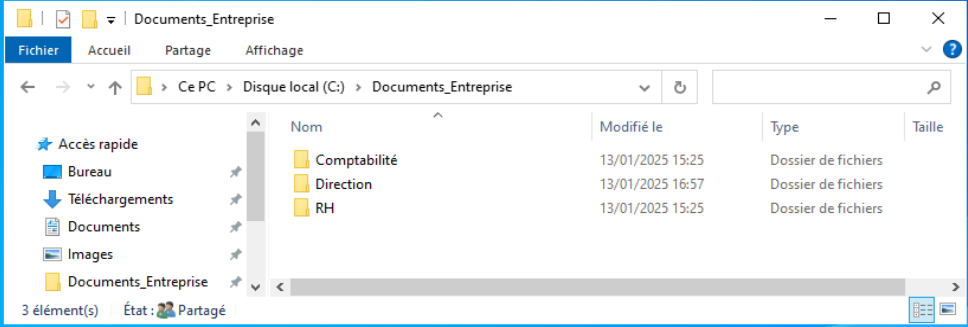 Documents_Entreprise
Fichier Accueil Partage Affichage
Ce PC > Disque local (C:) > Documents_Entreprise
Nom Modifié le Type Taille
Accès rapide
Bureau
Téléchargements
Documents
Images
Documents_Entreprise
Comptabilité 13/01/2025 15:25 Dossier de fichiers
Direction 13/01/2025 16:57 Dossier de fichiers
RH 13/01/2025 15:25 Dossier de fichiers
3 élément(s) État : Partagé